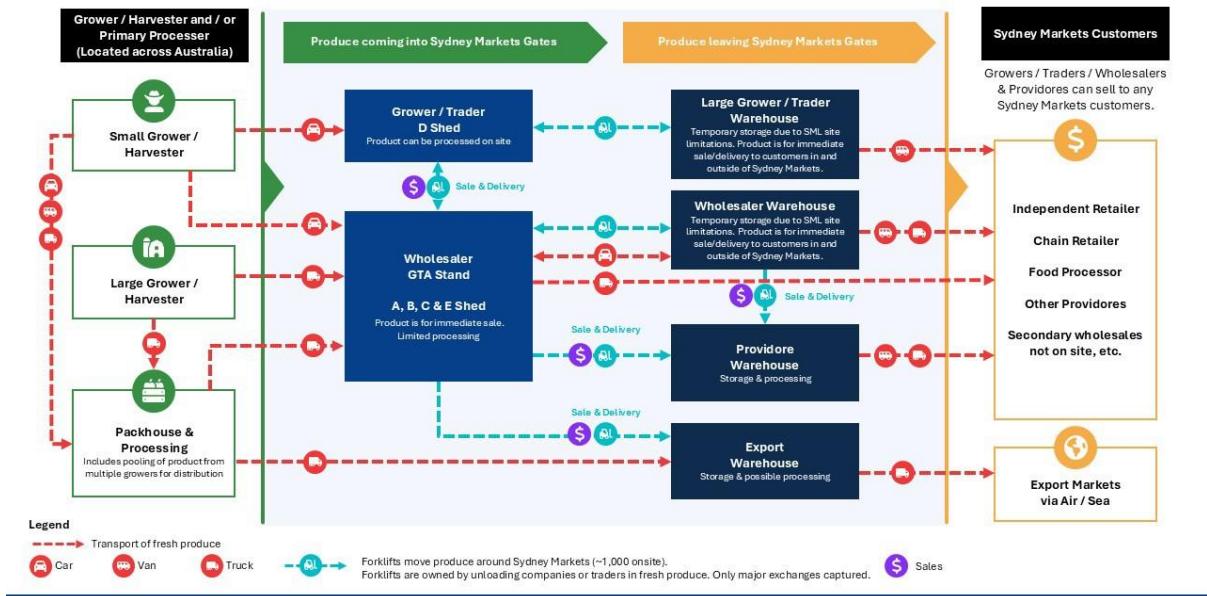 Grower / Harvester and / or
Primary Processer
(Located across Australia)
Produce coming into Sydney Markets Gates
Produce leaving Sydney Markets Gates
Sydney Markets Customers
Growers / Traders / Wholesalers
& Providores can sell to any
Sydney Markets customers.
Small Grower /
Harvester
Large Grower /
Harvester
Packhouse &
Processing
Includes pooling of product from
multiple growers for distribution
Grower / Trader
D Shed
Product can be processed on site
$
Sale & Delivery
Wholesaler
GTA Stand
A, B, C & E Shed
Product is for immediate sale.
Limited processing
Large Grower / Trader
Warehouse
Temporary storage due to SML site
limitations. Product is for immediate
sale/delivery to customers in and
outside of Sydney Markets.
Wholesaler Warehouse
Temporary storage due to SML site
limitations. Product is for immediate
sale/delivery to customers in and
outside of Sydney Markets.
$
Sale & Delivery
Sale & Delivery
$
Providore
Warehouse
Storage & processing
Sale & Delivery
$
Export
Warehouse
Storage & possible processing
$
Independent Retailer
Chain Retailer
Food Processor
Other Providores
Secondary wholesales
not on site, etc.
Export Markets
via Air / Sea
Legend
Transport of fresh produce
Car
Van
Truck
Forklifts move produce around Sydney Markets (~1,000 onsite).
Forklifts are owned by unloading companies or traders in fresh produce. Only major exchanges captured.
$
Sales